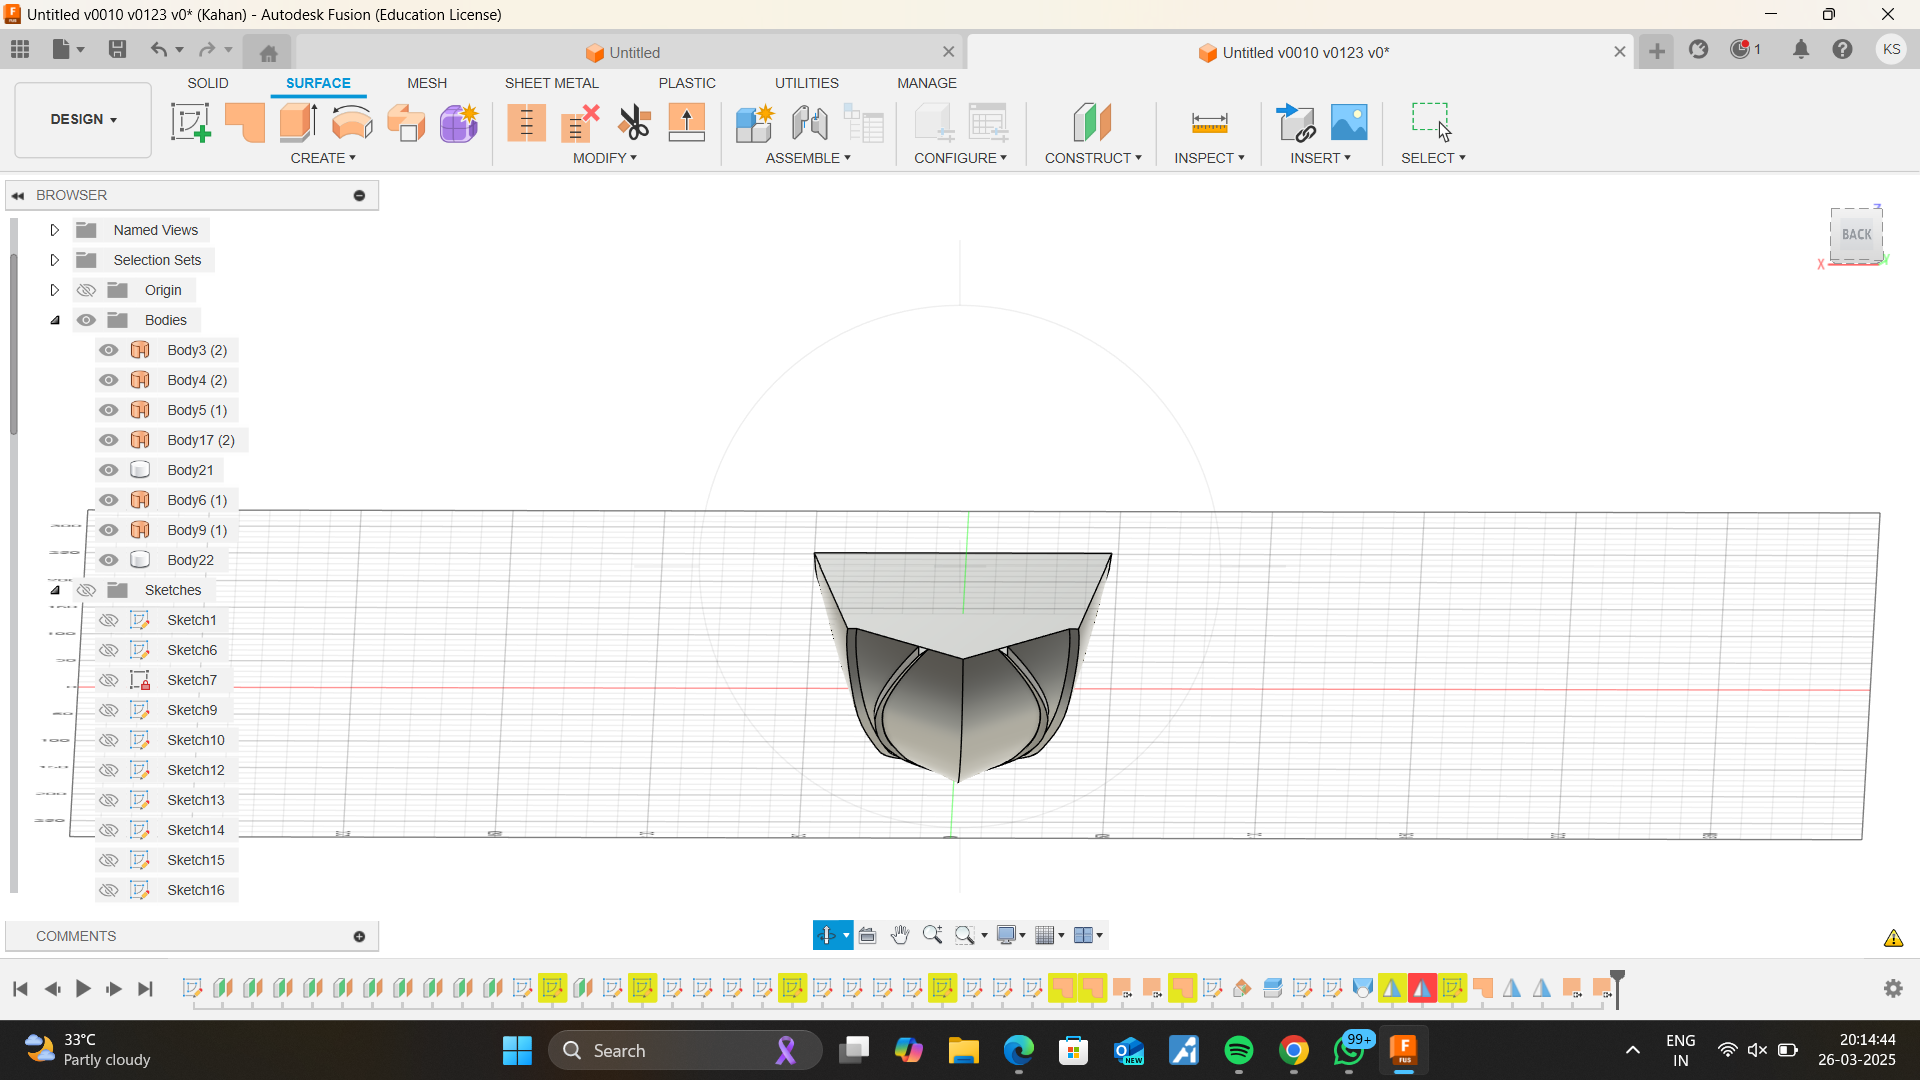 Untitled v0010 v0123 v0* (Kahan) - Autodesk Fusion (Education License)
Untitled
Untitled v0010 v0123 v0*
1
KS
DESIGN
SOLID
SURFACE
MESH
SHEET METAL
PLASTIC
UTILITIES
MANAGE
CREATE
MODIFY
ASSEMBLE
CONFIGURE
CONSTRUCT
INSPECT
INSERT
SELECT
BROWSER
Named Views
Selection Sets
Origin
Bodies
Body3 (2)
Body4 (2)
Body5 (1)
Body17 (2)
Body21
Body6 (1)
Body9 (1)
Body22
Sketches
Sketch1
Sketch6
Sketch7
Sketch9
Sketch10
Sketch12
Sketch13
Sketch14
Sketch15
Sketch16
Z
BACK
X
COMMENTS
33°C
Partly cloudy
Search
NEW
99+
F
FUS
ENG
IN
20:14:44
26-03-2025